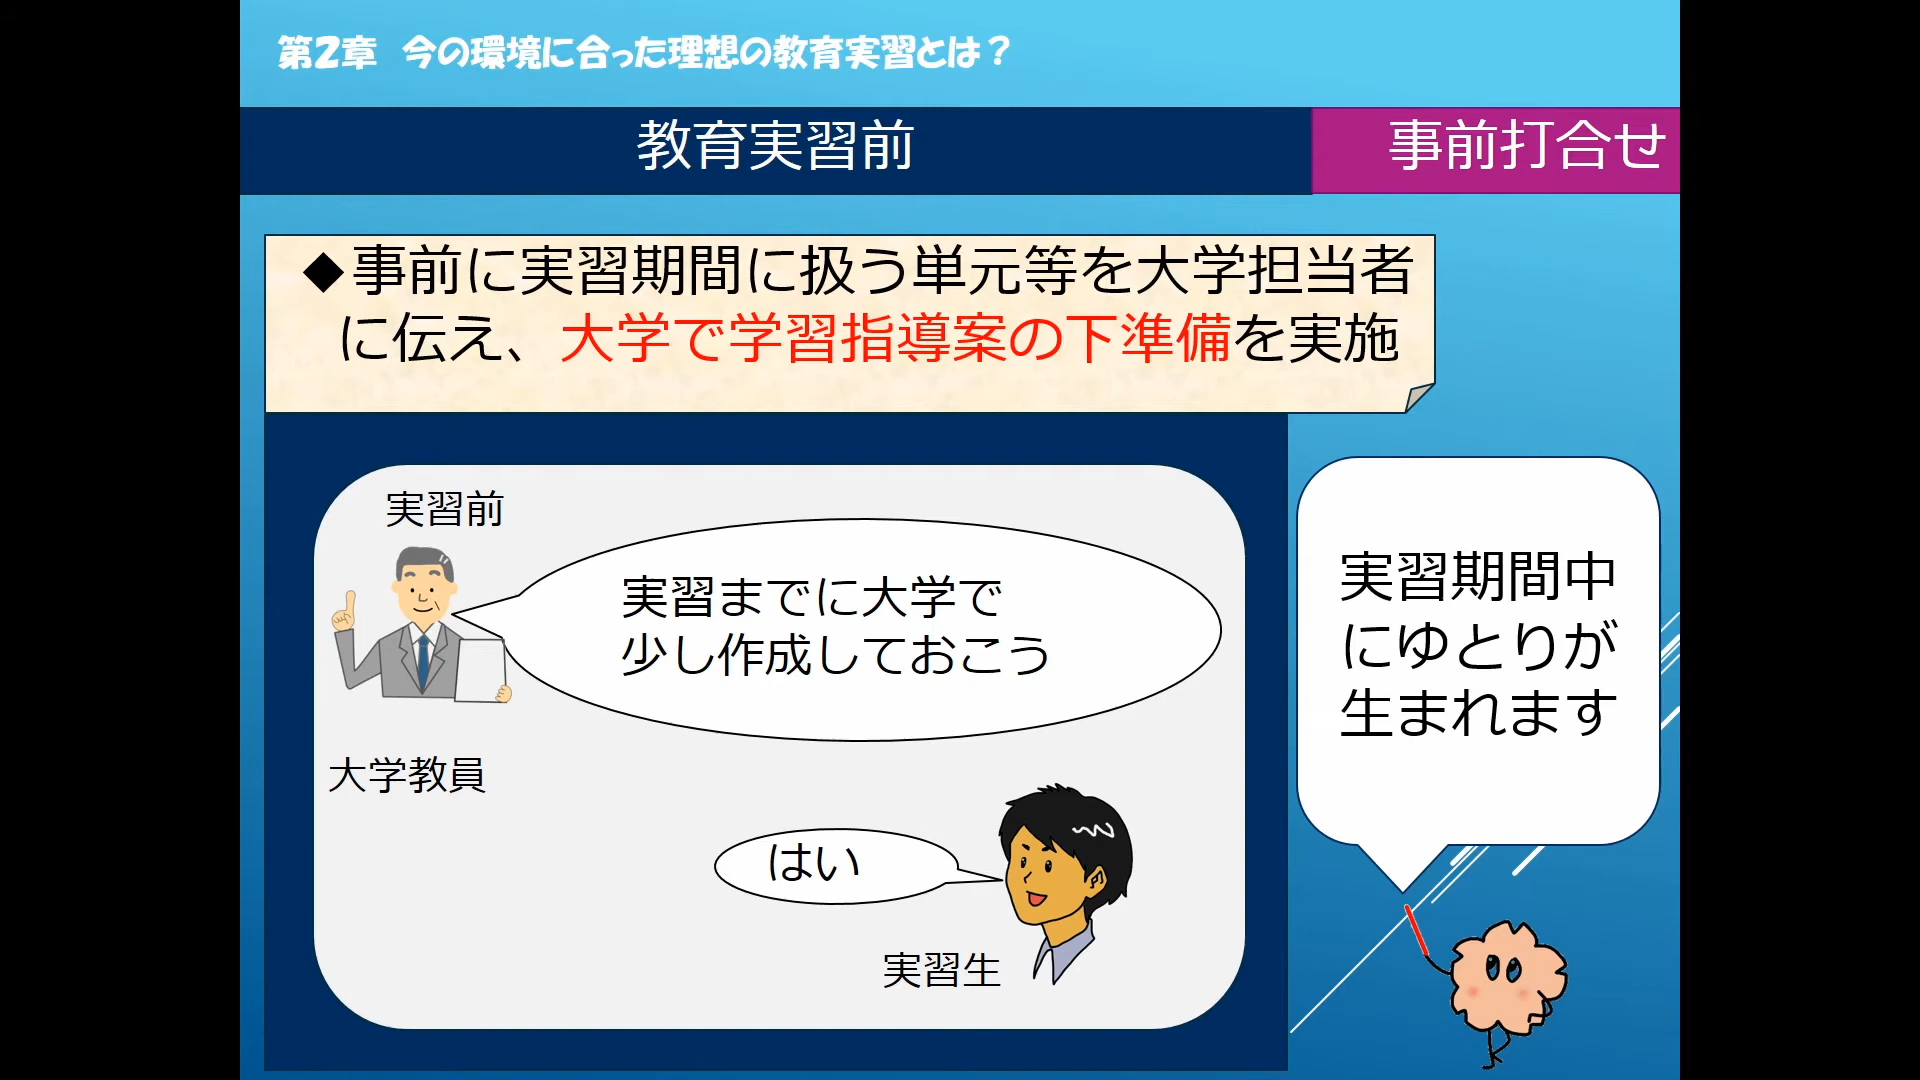 第2章　今の環境に合った理想の教育実習とは？
教育実習前
事前打合せ
◆事前に実習期間に扱う単元等を大学担当者
に伝え、大学で学習指導案の下準備を実施
実習前
実習までに大学で
少し作成しておこう
大学教員
はい
実習生
実習期間中
にゆとりが
生まれます